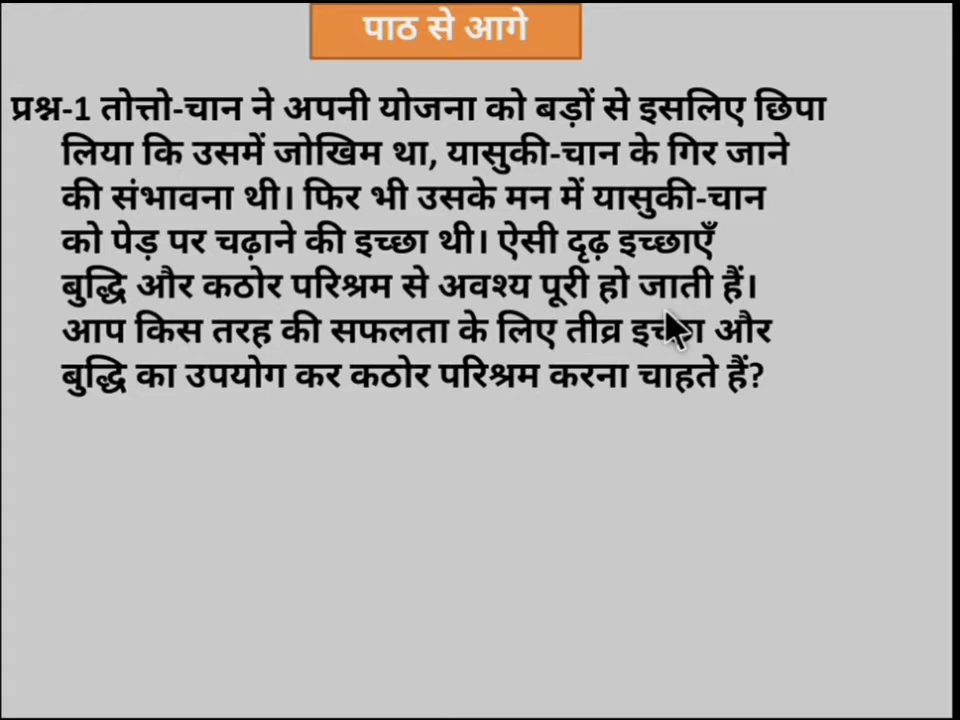 पाठ से आगे
प्रश्न-1 तोत्तो-चान ने अपनी योजना को बड़ों से इसलिए छिपा
लिया कि उसमें जोखिम था, यासुकी-चान के गिर जाने
की संभावना थी। फिर भी उसके मन में यासुकी-चान
को पेड़ पर चढ़ाने की इच्छा थी। ऐसी दृढ़ इच्छाएँ
बुद्धि और कठोर परिश्रम से अवश्य पूरी हो जाती हैं।
आप किस तरह की सफलता के लिए तीव्र इच्छा और
बुद्धि का उपयोग कर कठोर परिश्रम करना चाहते हैं?